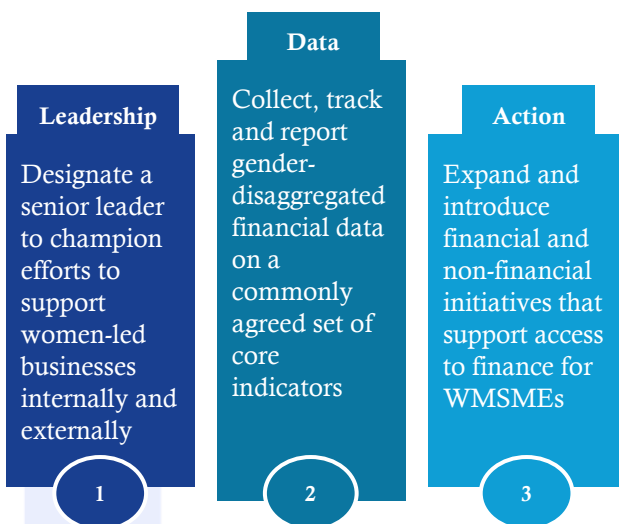 Leadership
Designate a
senior leader
to champion
efforts to
support
women-led
businesses
internally and
externally
1
Data
Collect, track
and report
gender-
disaggregated
financial data
on a
commonly
agreed set of
core
indicators
2
Action
Expand and
introduce
financial and
non-financial
initiatives that
support access
to finance for
WMSMEs
3